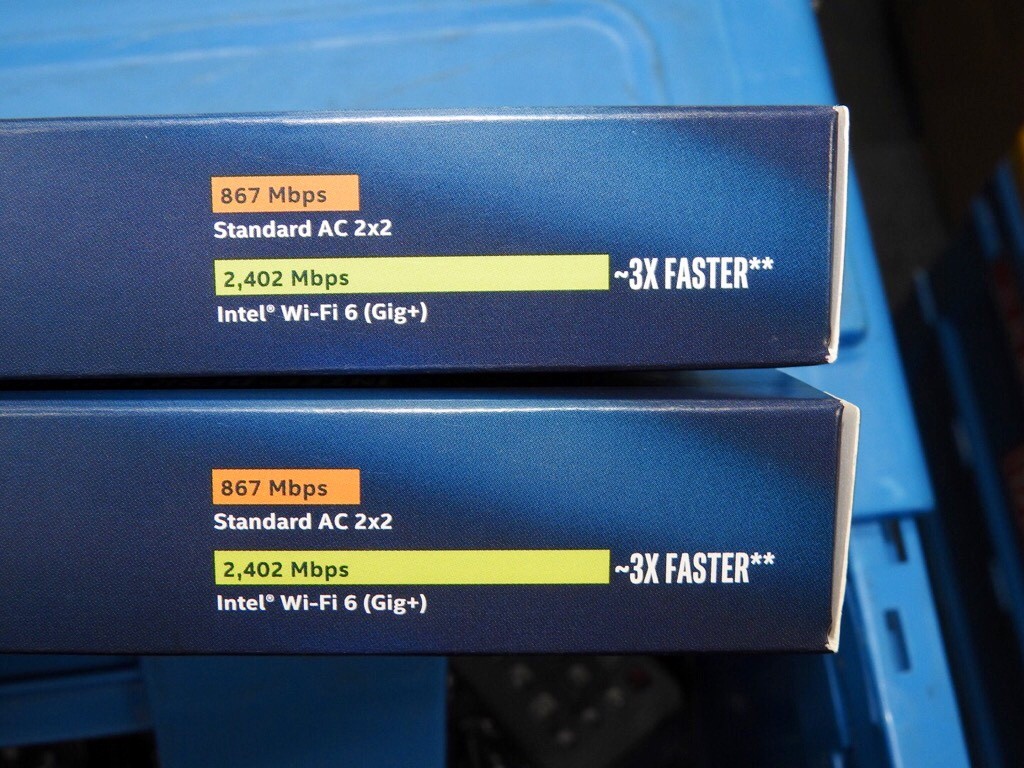 867 Mbps
Standard AC 2x2
2,402 Mbps
~3X FASTER**
Intel® Wi-Fi 6 (Gig+)
867 Mbps
Standard AC 2x2
2,402 Mbps
~3X FASTER**
Intel® Wi-Fi 6 (Gig+)